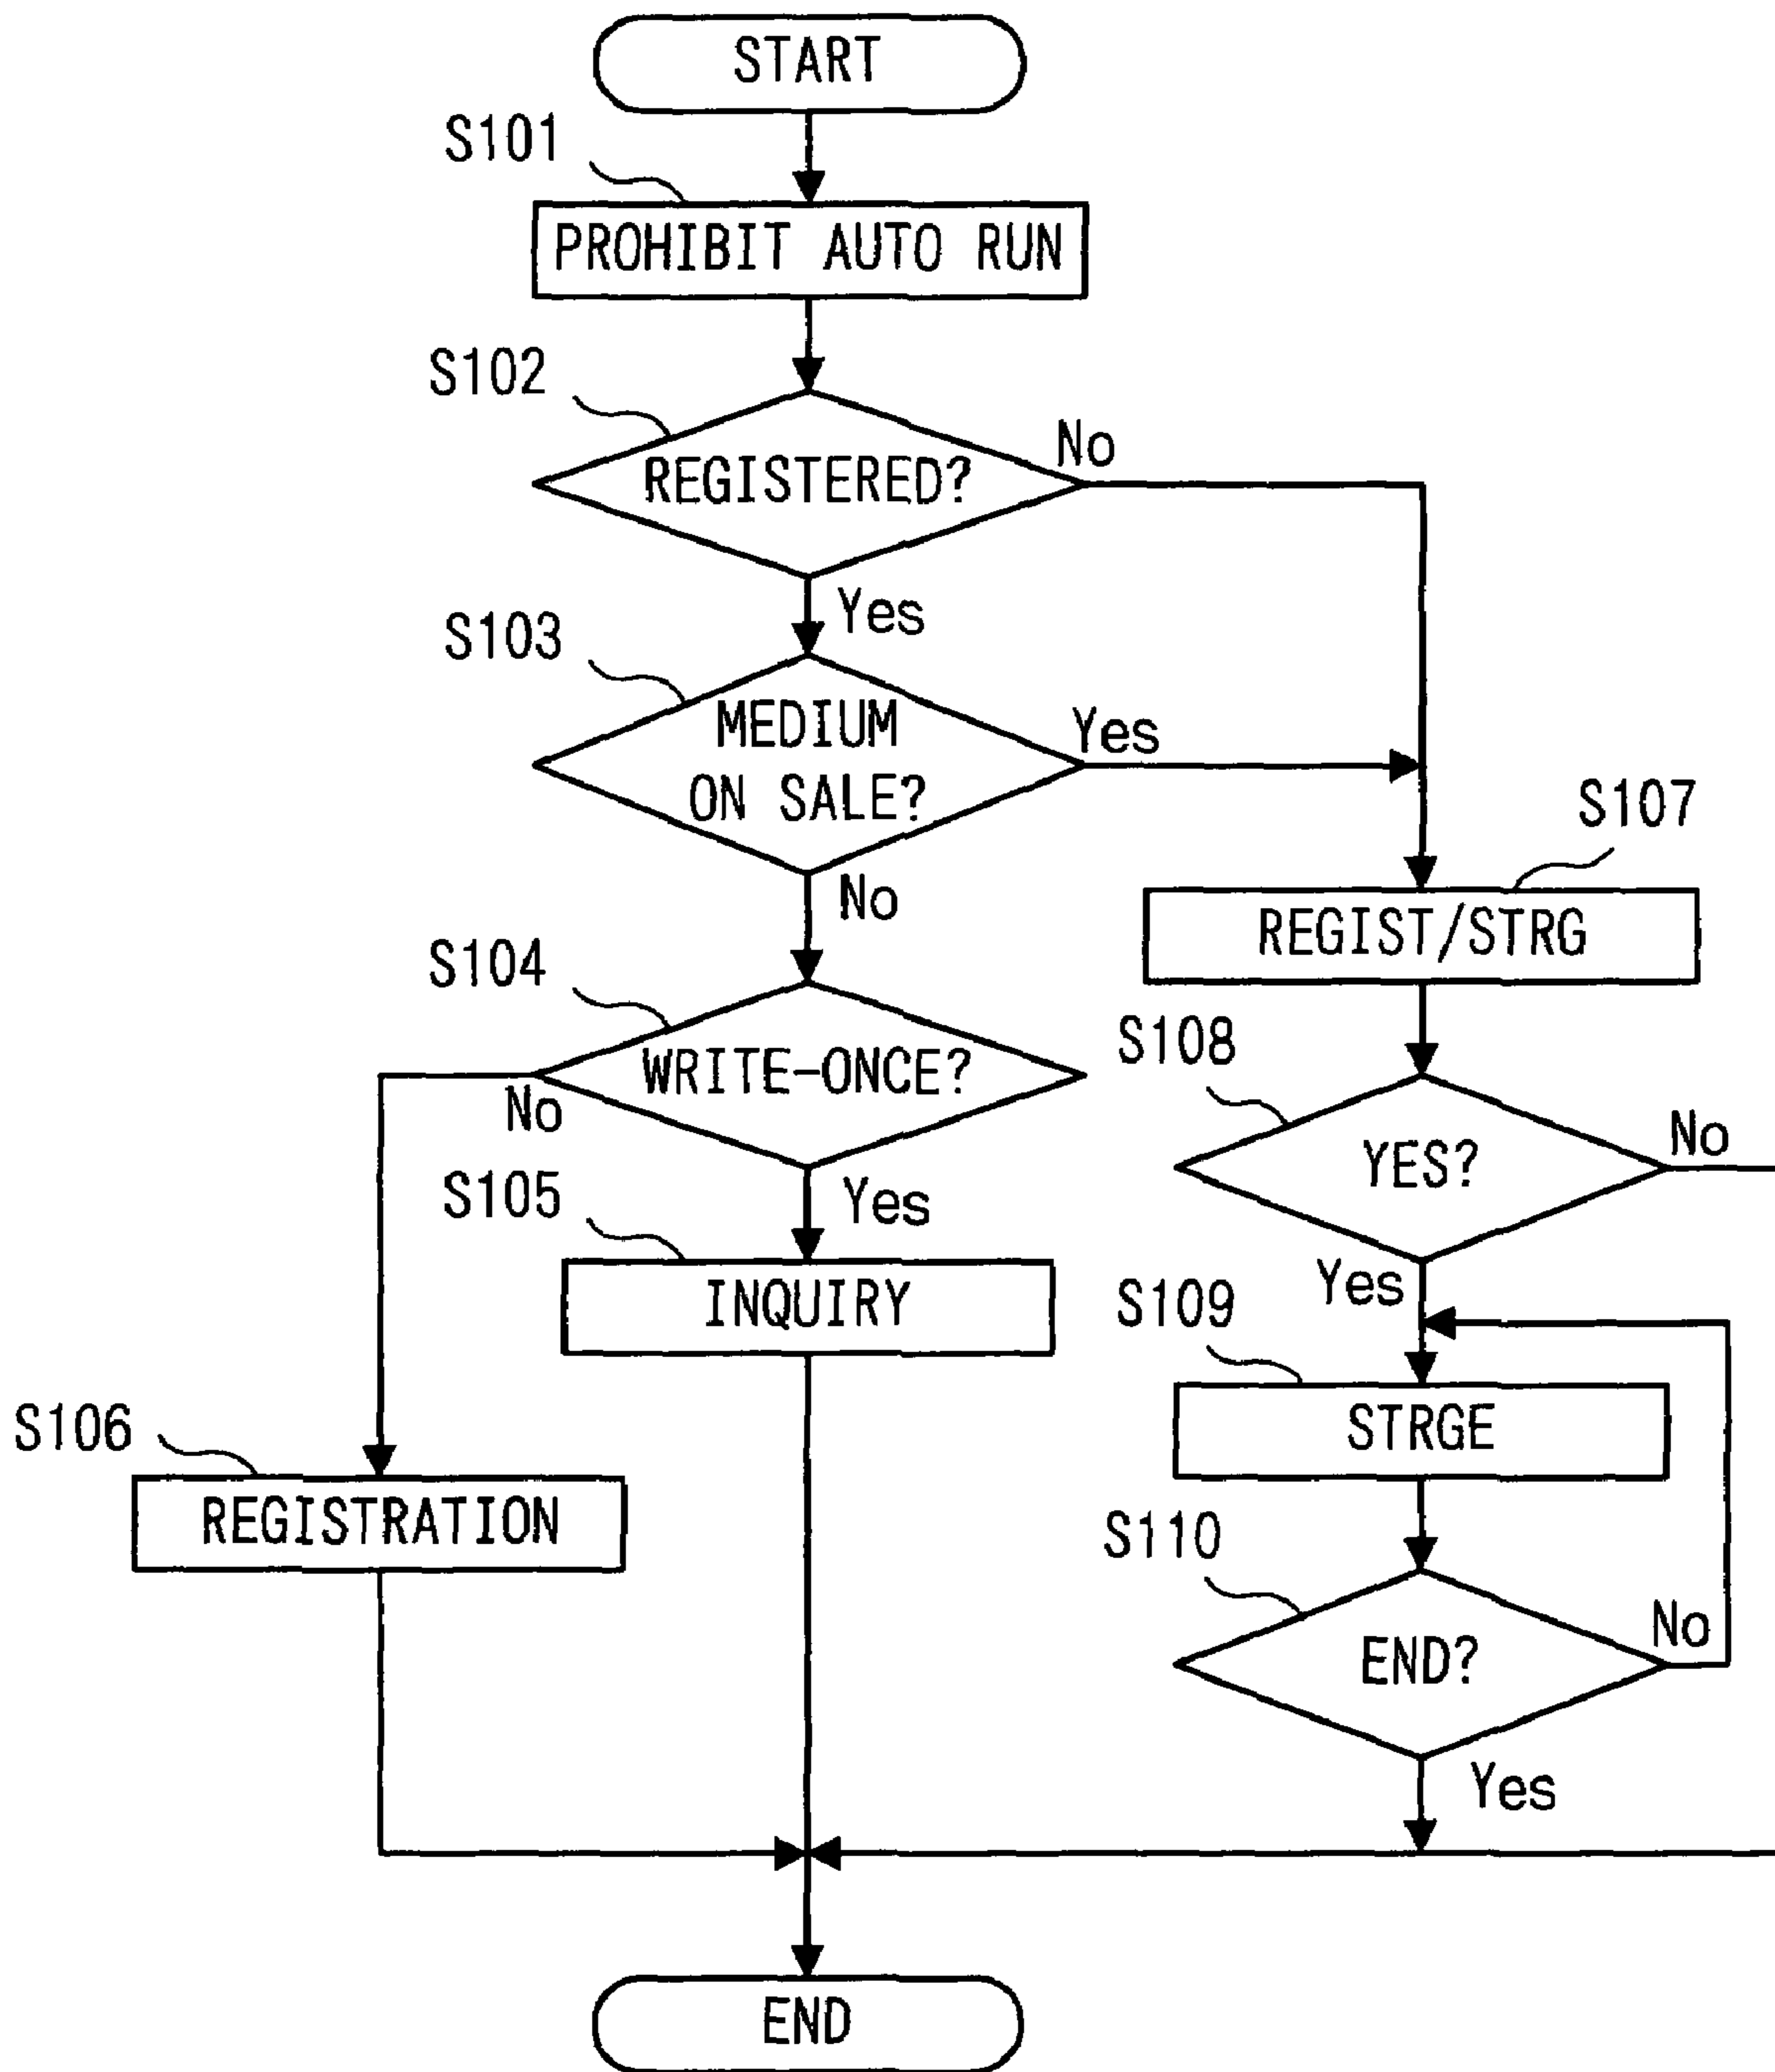 START
S101
PROHIBIT AUTO RUN
S102
REGISTERED?
No
Yes
S103
MEDIUM
ON SALE?
Yes
No
S104
WRITE-ONCE?
No
Yes
S105
INQUIRY
S106
REGISTRATION
S107
REGIST/STRG
S108
YES?
No
Yes
S109
STRGE
S110
END?
No
Yes
END